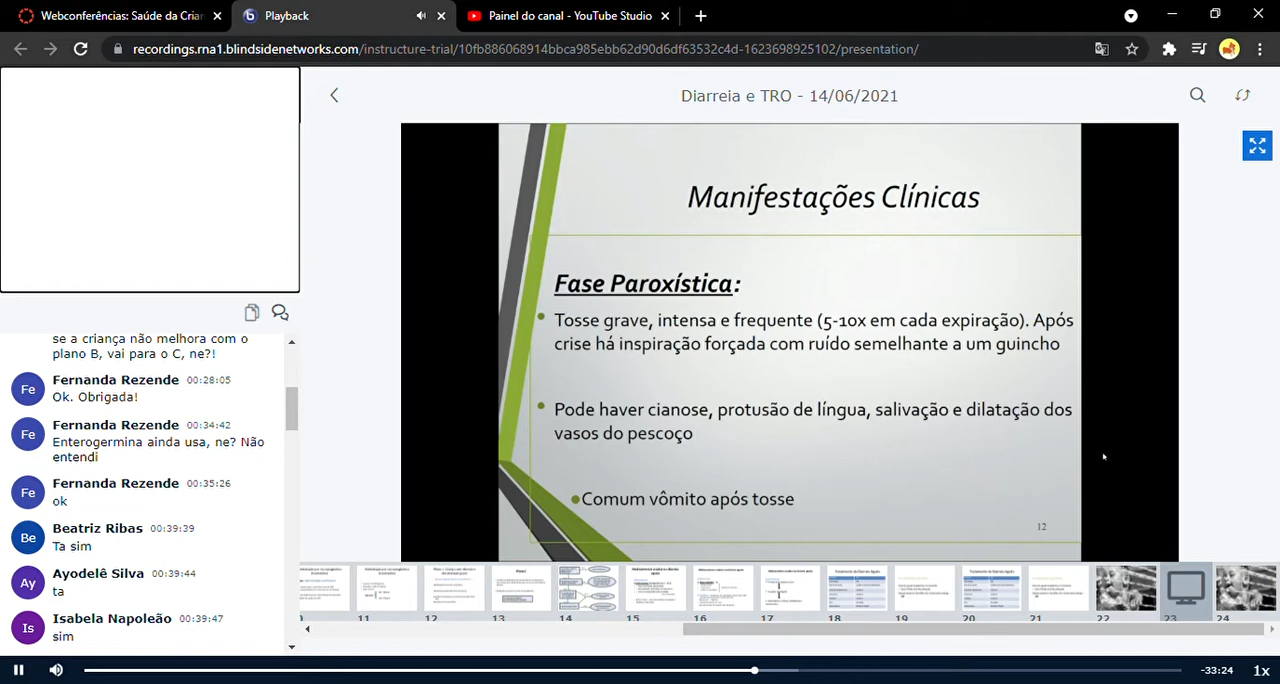 Webconferências: Saúde da Criar
Playback
Painel do canal - YouTube Studio
recordings.rna1.blindsidenetworks.com/instructure-trial/10fb886068914bbca985ebb62d90d6df63532c4d-1623698925102/presentation/
Diarreia e TRO - 14/06/2021
Manifestações Clínicas
Fase Paroxística:
Tosse grave, intensa e frequente (5-10x em cada expiração). Após
crise há inspiração forçada com ruído semelhante a um guincho
Pode haver cianose, protusão de língua, salivação e dilatação dos
vasos do pescoço
Comum vômito após tosse
12
se a criança não melhora com o
plano B, vai para o C, ne?!
Fe
Fernanda Rezende 00:28:05
Ok. Obrigada!
Fe
Fernanda Rezende 00:34:42
Enterogermina ainda usa, ne? Não
entendi
Fe
Fernanda Rezende 00:35:26
ok
Be
Beatriz Ribas 00:39:39
Ta sim
Ay
Ayodelê Silva 00:39:44
ta
Is
Isabela Napoleão 00:39:47
sim
11 12 13 14 15 16 17 18 19 20 21 22 23 24
-33:24 1x